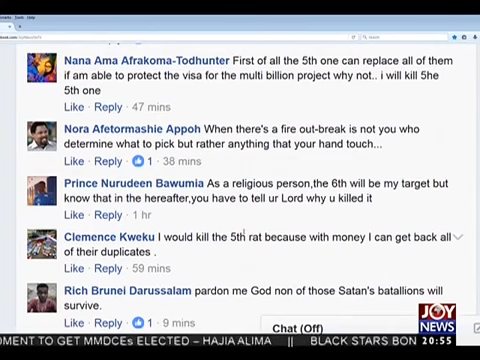 Nana Ama Afrakoma-Todhunter First of all the 5th one can replace all of them
if am able to protect the visa for the multi billion project why not.. i will kill 5he
5th one
Like · Reply · 47 mins
Nora Afetormashie Appoh When there's a fire out-break is not you who
determine what to pick but rather anything that your hand touch...
Like · Reply · 1 · 38 mins
Prince Nurudeen Bawumia As a religious person,the 6th will be my target but
know that in the hereafter,you have to tell ur Lord why u killed it
Like · Reply · 1 hr
Clemence Kweku I would kill the 5th rat because with money I can get back all
of their duplicates .
Like · Reply · 59 mins
Rich Brunei Darussalam pardon me God non of those Satan's batallions will
survive.
Like · Reply · 1 · 9 mins
Chat (Off)
JOY
NEWS
OMENT TO GET MMDCEs ELECTED – HAJIA ALIMA || BLACK STARS BON
20:55